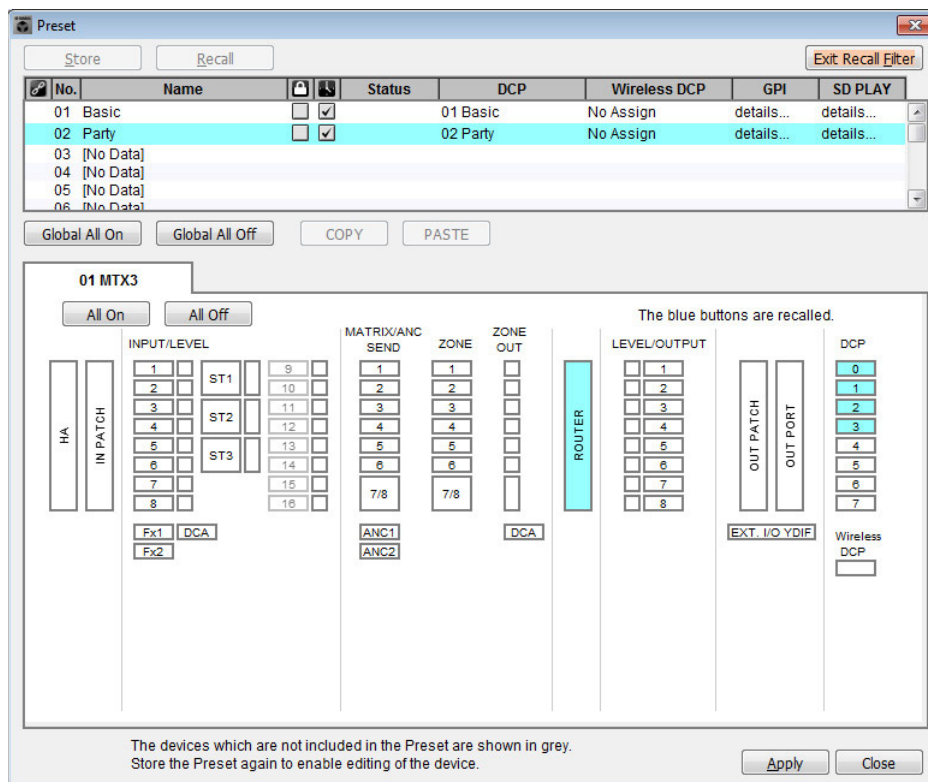 Preset
Store Recall Exit Recall Filter
No. Name Status DCP Wireless DCP GPI SD PLAY
01 Basic 01 Basic No Assign details... details...
02 Party 02 Party No Assign details... details...
03 [No Data]
04 [No Data]
05 [No Data]
06 [No Data]
Global All On Global All Off COPY PASTE
01 MTX3
All On All Off The blue buttons are recalled.
INPUT/LEVEL MATRIX/ANC SEND ZONE ZONE OUT LEVEL/OUTPUT DCP
HA
IN PATCH
1 ST1 9 1 1 1 0
2 10 2 2 2 1
3 ST2 11 3 3 3 2
4 12 4 4 4 3
5 ST3 13 5 5 5 4
6 14 6 6 6 5
7 15 7/8 7/8 7 6
8 16 8 7
ROUTER
OUT PATCH
OUT PORT
Fx1 DCA ANC1 DCA EXT. I/O YDIF Wireless DCP
Fx2 ANC2
The devices which are not included in the Preset are shown in grey.
Store the Preset again to enable editing of the device.
Apply Close